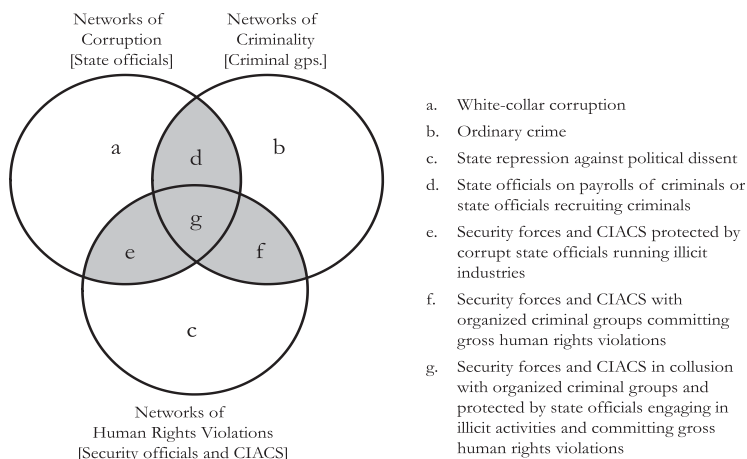 Networks of
Corruption
[State officials]
Networks of
Criminality
[Criminal gps.]
a
d
b
g
e
f
c
Networks of
Human Rights Violations
[Security officials and CIACS]
a. White-collar corruption
b. Ordinary crime
c. State repression against political dissent
d. State officials on payrolls of criminals or
state officials recruiting criminals
e. Security forces and CIACS protected by
corrupt state officials running illicit
industries
f. Security forces and CIACS with
organized criminal groups committing
gross human rights violations
g. Security forces and CIACS in collusion
with organized criminal groups and
protected by state officials engaging in
illicit activities and committing gross
human rights violations